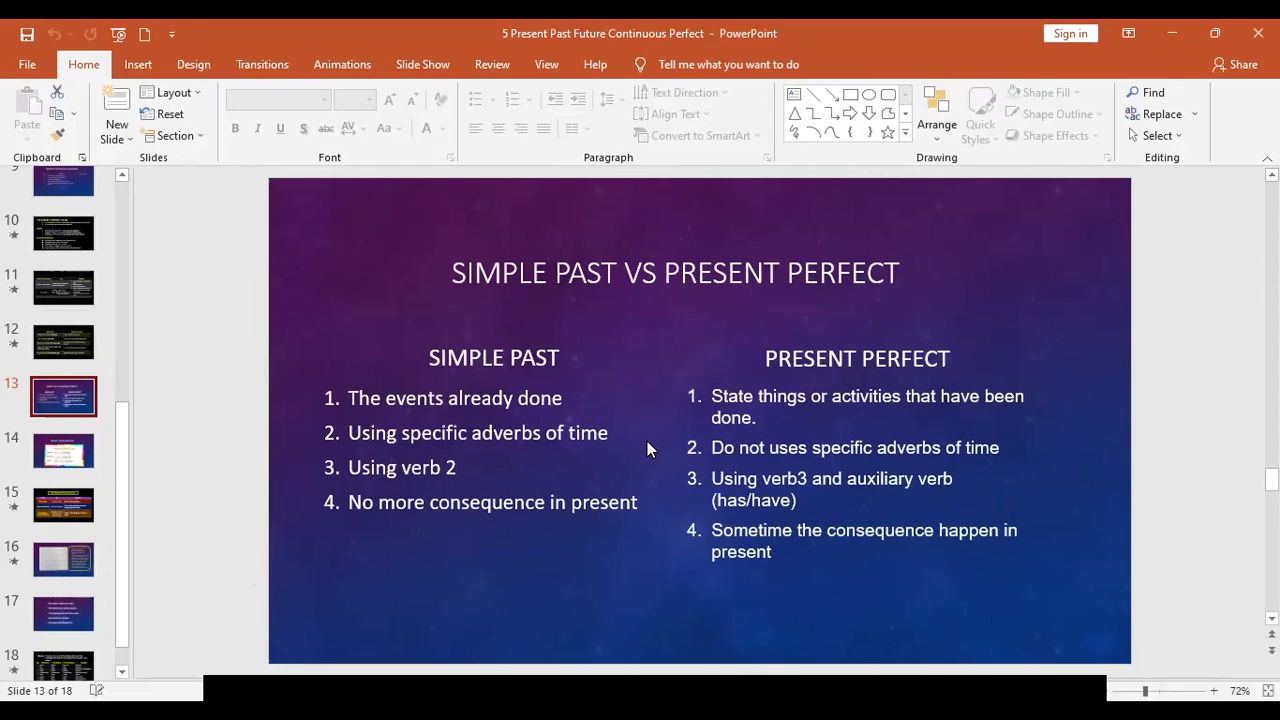 5 Present Past Future Continuous Perfect - PowerPoint
Sign in
File Home Insert Design Transitions Animations Slide Show Review View Help Tell me what you want to do Share
Paste
New Slide
Layout
Reset
Section
B I U S abc AV Aa A
Text Direction
Align Text
Convert to SmartArt
Arrange
Quick Styles
Shape Fill
Shape Outline
Shape Effects
Find
Replace
Select
Clipboard Slides Font Paragraph Drawing Editing
9
10
11
12
13
14
15
16
17
18
SIMPLE PAST VS PRESENT PERFECT
SIMPLE PAST
1. The events already done
2. Using specific adverbs of time
3. Using verb 2
4. No more consequence in present
PRESENT PERFECT
1. State things or activities that have been
done.
2. Do not uses specific adverbs of time
3. Using verb3 and auxiliary verb
(has/have)
4. Sometime the consequence happen in
present
Slide 13 of 18
72%